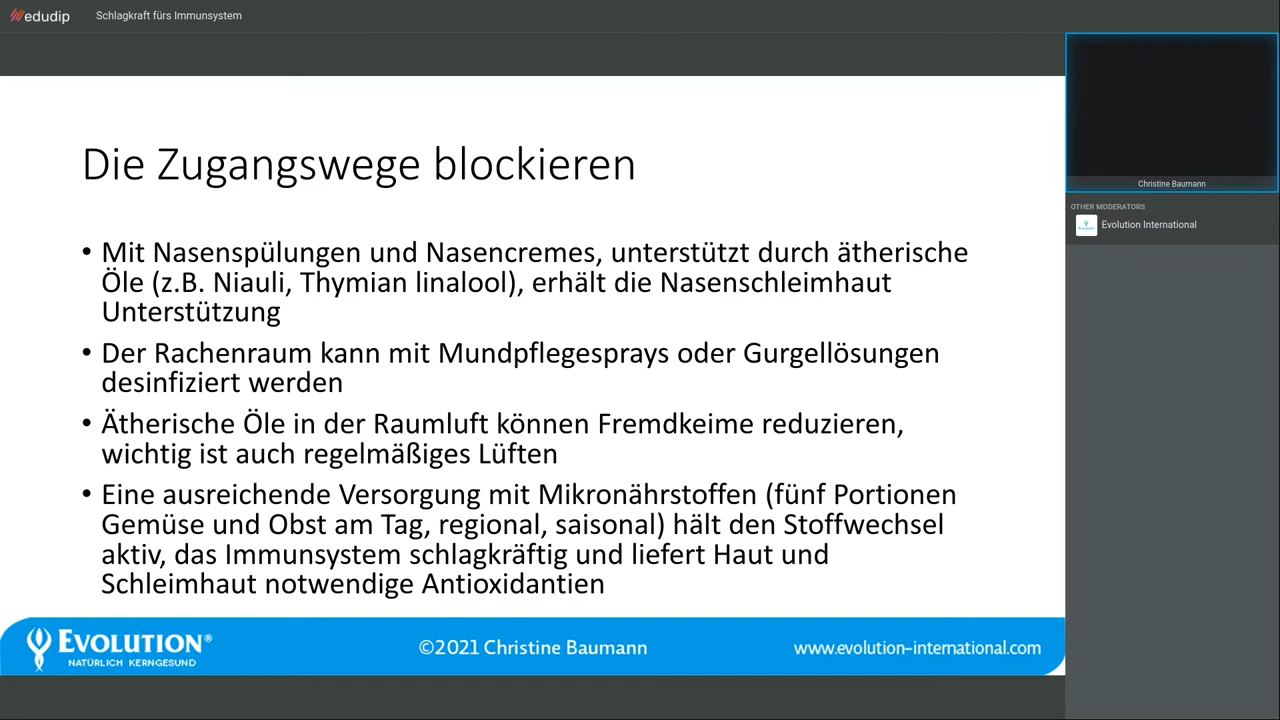 edudip
Schlagkraft fürs Immunsystem
Die Zugangswege blockieren
• Mit Nasenspülungen und Nasencremes, unterstützt durch ätherische
Öle (z.B. Niauli, Thymian linalool), erhält die Nasenschleimhaut
Unterstützung
• Der Rachenraum kann mit Mundpflegesprays oder Gurgellösungen
desinfiziert werden
• Ätherische Öle in der Raumluft können Fremdkeime reduzieren,
wichtig ist auch regelmäßiges Lüften
• Eine ausreichende Versorgung mit Mikronährstoffen (fünf Portionen
Gemüse und Obst am Tag, regional, saisonal) hält den Stoffwechsel
aktiv, das Immunsystem schlagkräftig und liefert Haut und
Schleimhaut notwendige Antioxidantien
EVOLUTION®
NATÜRLICH KERNGESUND
©2021 Christine Baumann
www.evolution-international.com
Christine Baumann
OTHER MODERATORS
Evolution International